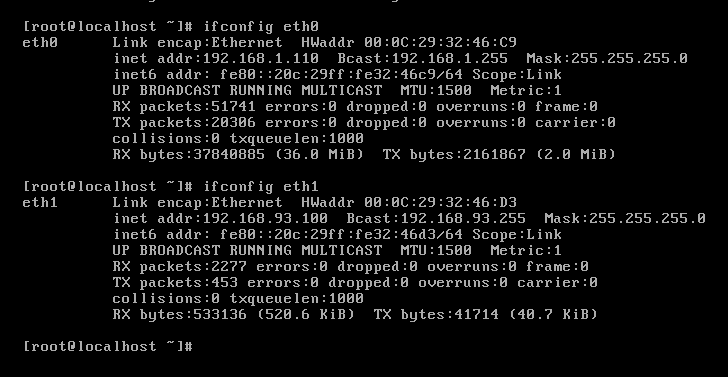 [root@localhost ~]# ifconfig eth0
eth0      Link encap:Ethernet  HWaddr 00:0C:29:32:46:C9
          inet addr:192.168.1.110  Bcast:192.168.1.255  Mask:255.255.255.0
          inet6 addr: fe80::20c:29ff:fe32:46c9/64 Scope:Link
          UP BROADCAST RUNNING MULTICAST  MTU:1500  Metric:1
          RX packets:51741 errors:0 dropped:0 overruns:0 frame:0
          TX packets:20306 errors:0 dropped:0 overruns:0 carrier:0
          collisions:0 txqueuelen:1000
          RX bytes:37840885 (36.0 MiB)  TX bytes:2161867 (2.0 MiB)

[root@localhost ~]# ifconfig eth1
eth1      Link encap:Ethernet  HWaddr 00:0C:29:32:46:D3
          inet addr:192.168.93.100  Bcast:192.168.93.255  Mask:255.255.255.0
          inet6 addr: fe80::20c:29ff:fe32:46d3/64 Scope:Link
          UP BROADCAST RUNNING MULTICAST  MTU:1500  Metric:1
          RX packets:2277 errors:0 dropped:0 overruns:0 frame:0
          TX packets:453 errors:0 dropped:0 overruns:0 carrier:0
          collisions:0 txqueuelen:1000
          RX bytes:533136 (520.6 KiB)  TX bytes:41714 (40.7 KiB)

[root@localhost ~]#